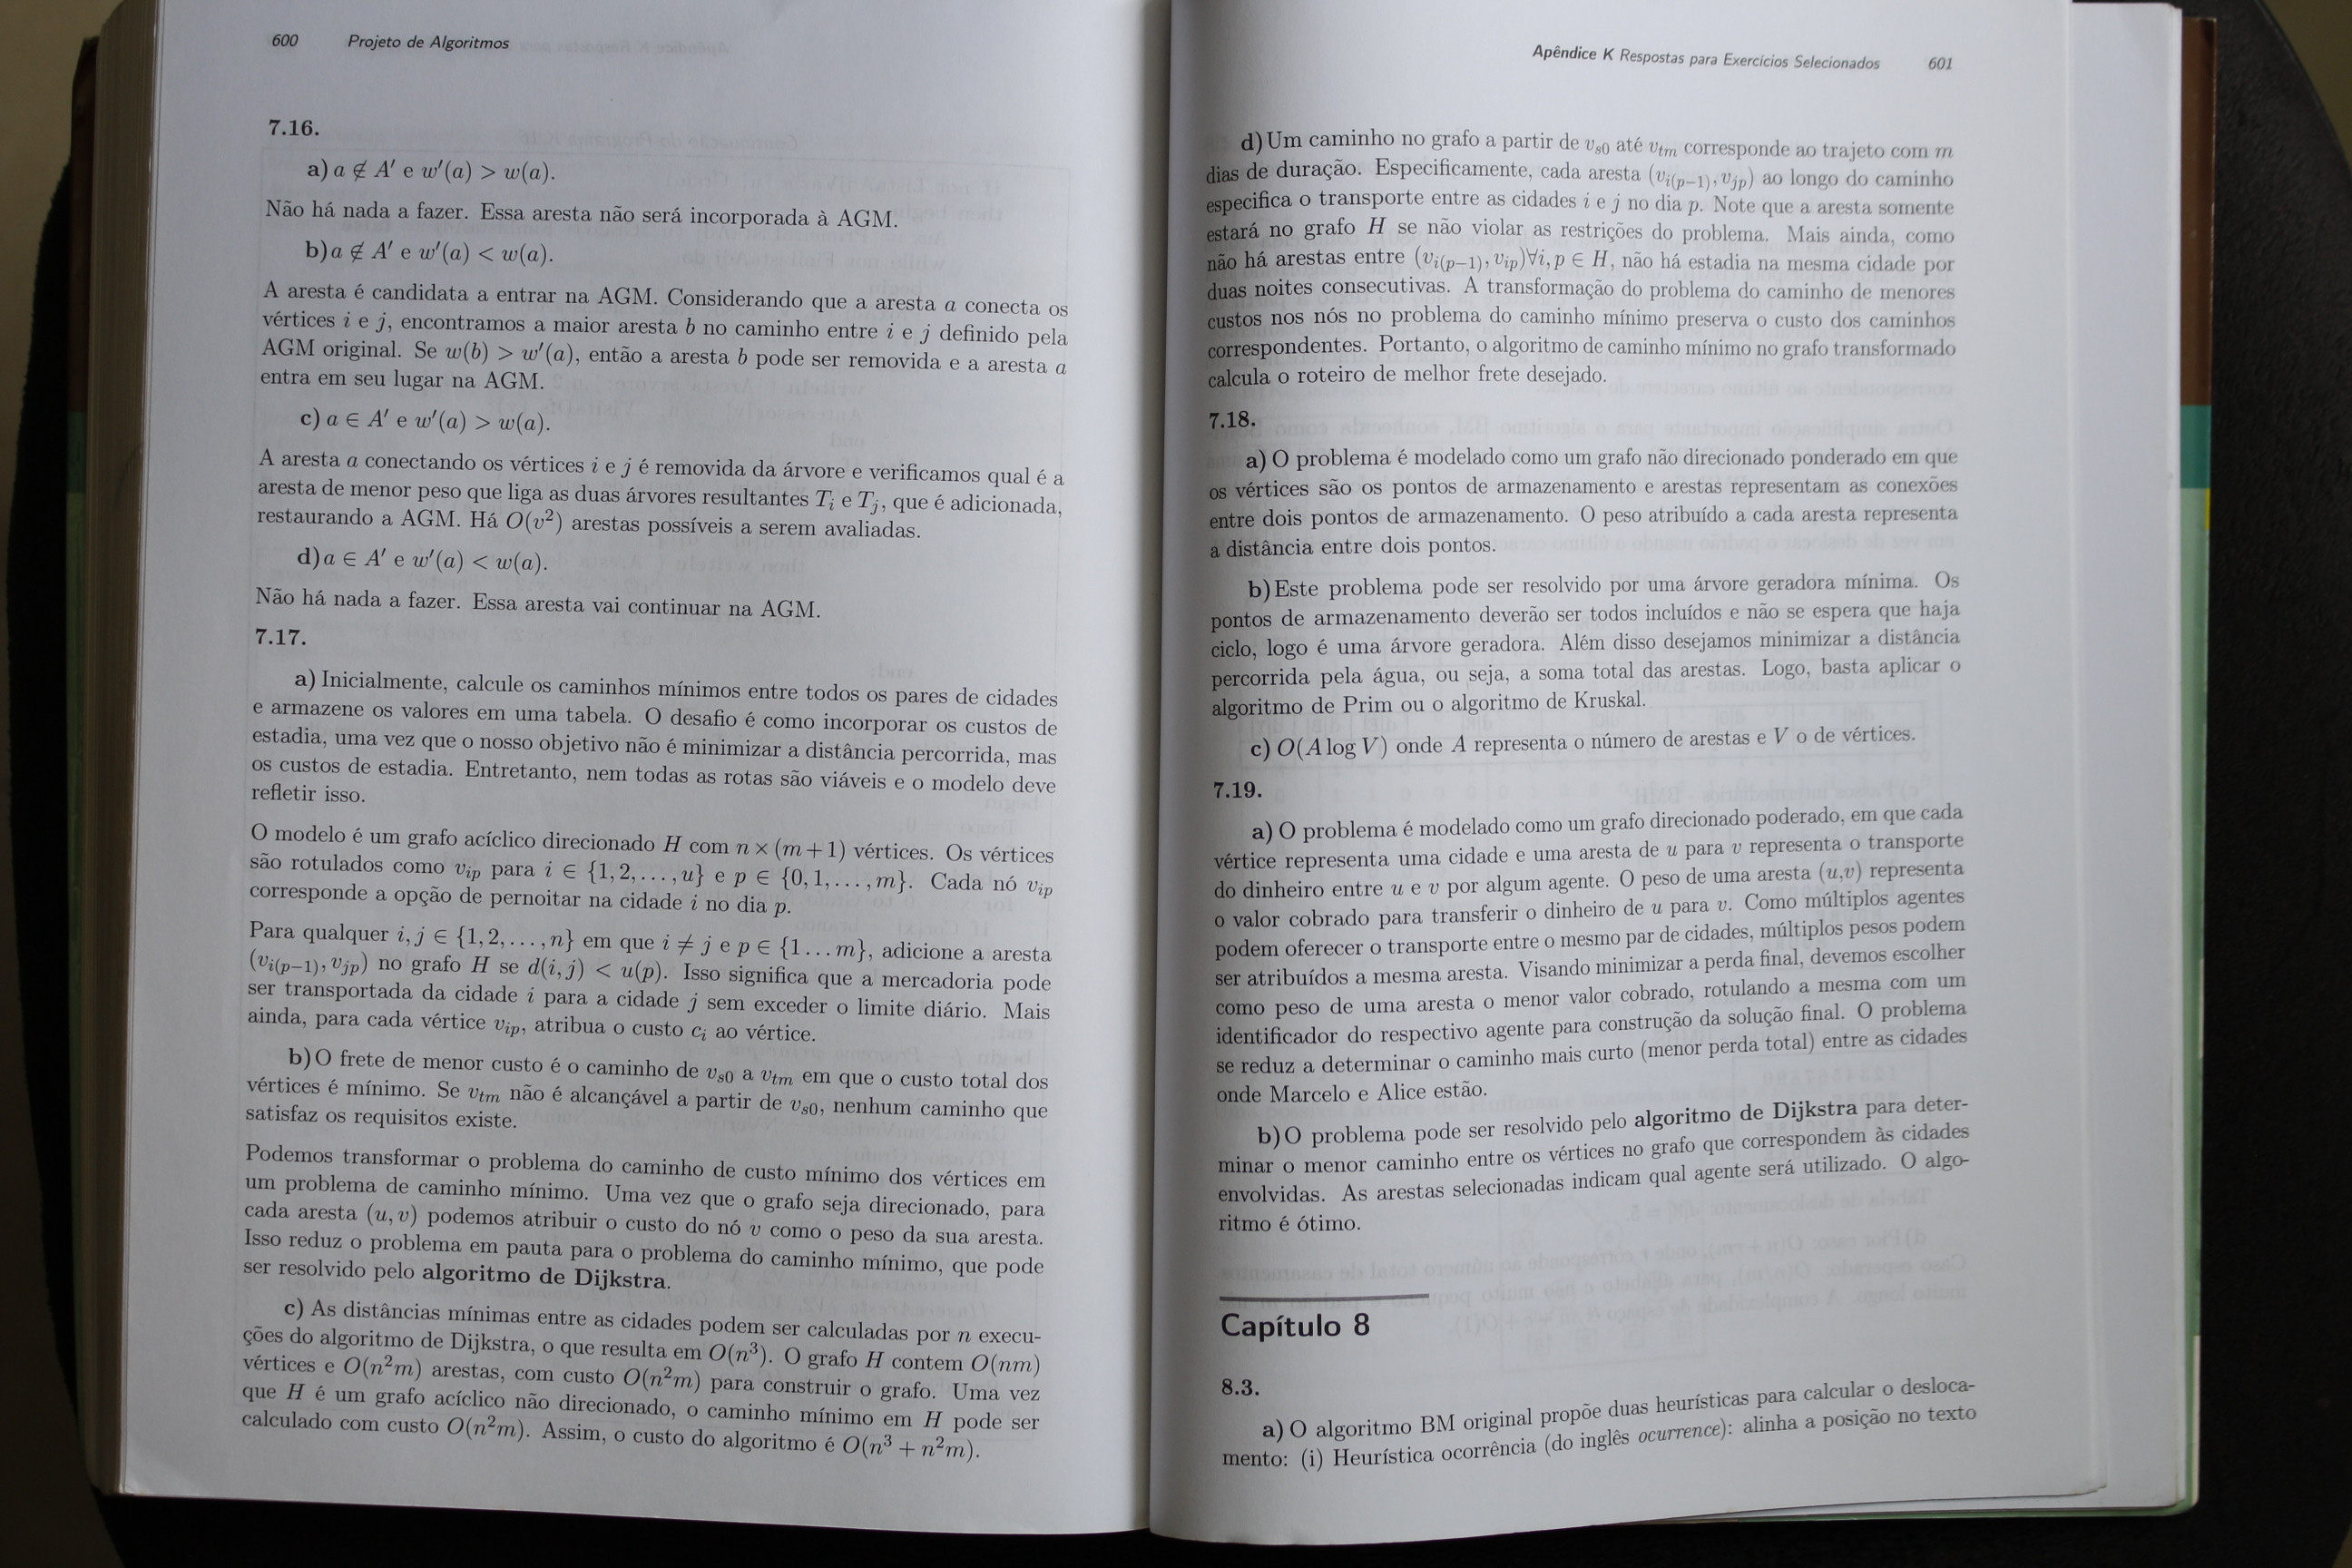 600 Projeto de Algoritmos
7.16.
a) a ∉ A′ e w′(a) > w(a).
Não há nada a fazer. Essa aresta não será incorporada à AGM.
b) a ∉ A′ e w′(a) < w(a).
A aresta é candidata a entrar na AGM. Considerando que a aresta a conecta os
vértices i e j, encontramos a maior aresta b no caminho entre i e j definido pela
AGM original. Se w(b) > w′(a), então a aresta b pode ser removida e a aresta a
entra em seu lugar na AGM.
c) a ∈ A′ e w′(a) > w(a).
A aresta a conectando os vértices i e j é removida da árvore e verificamos qual é a
aresta de menor peso que liga as duas árvores resultantes Tᵢ e Tⱼ, que é adicionada,
restaurando a AGM. Há O(v²) arestas possíveis a serem avaliadas.
d) a ∈ A′ e w′(a) < w(a).
Não há nada a fazer. Essa aresta vai continuar na AGM.
7.17.
a) Inicialmente, calcule os caminhos mínimos entre todos os pares de cidades
e armazene os valores em uma tabela. O desafio é como incorporar os custos de
estadia, uma vez que o nosso objetivo não é minimizar a distância percorrida, mas
os custos de estadia. Entretanto, nem todas as rotas são viáveis e o modelo deve
refletir isso.
O modelo é um grafo acíclico direcionado H com n × (m+1) vértices. Os vértices
são rotulados como v_{ip} para i ∈ {1, 2, . . . , u} e p ∈ {0, 1, . . . , m}. Cada nó v_{ip}
corresponde a opção de pernoitar na cidade i no dia p.
Para qualquer i, j ∈ {1, 2, . . . , n} em que i ≠ j e p ∈ {1 . . . m}, adicione a aresta
(v_{i(p−1)}, v_{jp}) no grafo H se d(i, j) < u(p). Isso significa que a mercadoria pode
ser transportada da cidade i para a cidade j sem exceder o limite diário. Mais
ainda, para cada vértice v_{ip}, atribua o custo cᵢ ao vértice.
b) O frete de menor custo é o caminho de v_{s0} a v_{tm} em que o custo total dos
vértices é mínimo. Se v_{tm} não é alcançável a partir de v_{s0}, nenhum caminho que
satisfaz os requisitos existe.
Podemos transformar o problema do caminho de custo mínimo dos vértices em
um problema de caminho mínimo. Uma vez que o grafo seja direcionado, para
cada aresta (u, v) podemos atribuir o custo do nó v como o peso da sua aresta.
Isso reduz o problema em pauta para o problema do caminho mínimo, que pode
ser resolvido pelo algoritmo de Dijkstra.
c) As distâncias mínimas entre as cidades podem ser calculadas por n execu-
ções do algoritmo de Dijkstra, o que resulta em O(n³). O grafo H contem O(nm)
vértices e O(n²m) arestas, com custo O(n²m) para construir o grafo. Uma vez
que H é um grafo acíclico não direcionado, o caminho mínimo em H pode ser
calculado com custo O(n²m). Assim, o custo do algoritmo é O(n³ + n²m).
Apêndice K Respostas para Exercícios Selecionados 601
d) Um caminho no grafo a partir de v_{s0} até v_{tm} corresponde ao trajeto com m
dias de duração. Especificamente, cada aresta (v_{i(p−1)}, v_{jp}) ao longo do caminho
especifica o transporte entre as cidades i e j no dia p. Note que a aresta somente
estará no grafo H se não violar as restrições do problema. Mais ainda, como
não há arestas entre (v_{i(p−1)}, v_{ip})∀i, p ∈ H, não há estadia na mesma cidade por
duas noites consecutivas. A transformação do problema do caminho de menores
custos nos nós no problema do caminho mínimo preserva o custo dos caminhos
correspondentes. Portanto, o algoritmo de caminho mínimo no grafo transformado
calcula o roteiro de melhor frete desejado.
7.18.
a) O problema é modelado como um grafo não direcionado ponderado em que
os vértices são os pontos de armazenamento e arestas representam as conexões
entre dois pontos de armazenamento. O peso atribuído a cada aresta representa
a distância entre dois pontos.
b) Este problema pode ser resolvido por uma árvore geradora mínima. Os
pontos de armazenamento deverão ser todos incluídos e não se espera que haja
ciclo, logo é uma árvore geradora. Além disso desejamos minimizar a distância
percorrida pela água, ou seja, a soma total das arestas. Logo, basta aplicar o
algoritmo de Prim ou o algoritmo de Kruskal.
c) O(A log V) onde A representa o número de arestas e V o de vértices.
7.19.
a) O problema é modelado como um grafo direcionado poderado, em que cada
vértice representa uma cidade e uma aresta de u para v representa o transporte
do dinheiro entre u e v por algum agente. O peso de uma aresta (u,v) representa
o valor cobrado para transferir o dinheiro de u para v. Como múltiplos agentes
podem oferecer o transporte entre o mesmo par de cidades, múltiplos pesos podem
ser atribuídos a mesma aresta. Visando minimizar a perda final, devemos escolher
como peso de uma aresta o menor valor cobrado, rotulando a mesma com um
identificador do respectivo agente para construção da solução final. O problema
se reduz a determinar o caminho mais curto (menor perda total) entre as cidades
onde Marcelo e Alice estão.
b) O problema pode ser resolvido pelo algoritmo de Dijkstra para deter-
minar o menor caminho entre os vértices no grafo que correspondem às cidades
envolvidas. As arestas selecionadas indicam qual agente será utilizado. O algo-
ritmo é ótimo.
Capítulo 8
8.3.
a) O algoritmo BM original propõe duas heurísticas para calcular o desloca-
mento: (i) Heurística ocorrência (do inglês ocurrence): alinha a posição no texto